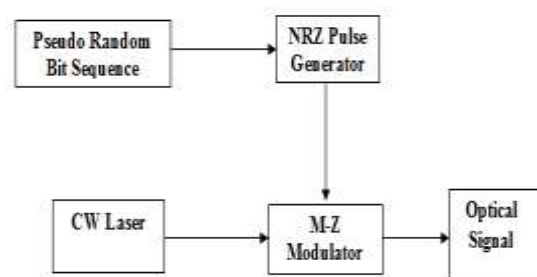 Pseudo Random
Bit Sequence
NRZ Pulse
Generator
CW Laser
M-Z
Modulator
Optical
Signal